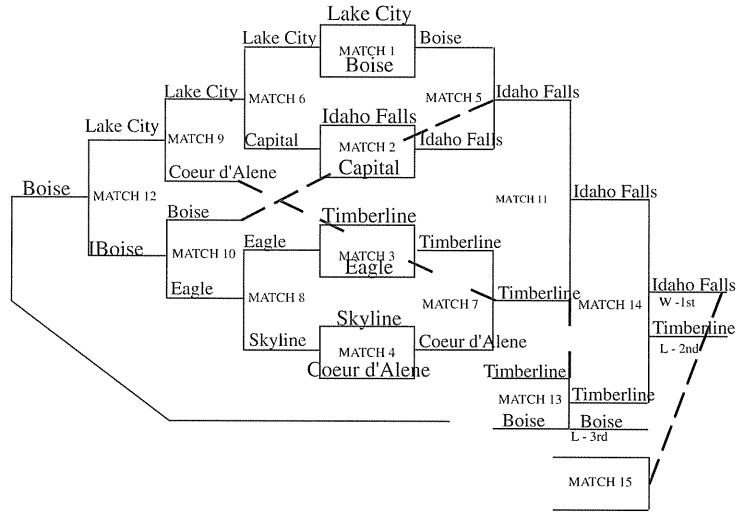 Lake City
Lake City
MATCH 1
Boise
Boise
Lake City
MATCH 6
MATCH 5
Idaho Falls
Idaho Falls
Lake City
MATCH 9
Capital
MATCH 2
Idaho Falls
Capital
Coeur d'Alene
Boise
MATCH 12
MATCH 11
Idaho Falls
Boise
Timberline
IBoise
MATCH 10
Eagle
MATCH 3
Timberline
Eagle
Eagle
MATCH 8
MATCH 7
Timberline
MATCH 14
Idaho Falls
W -1st
Skyline
Skyline
MATCH 4
Coeur d'Alene
Timberline
L - 2nd
Coeur d'Alene
Timberline
MATCH 13
Timberline
Boise
Boise
L - 3rd
MATCH 15